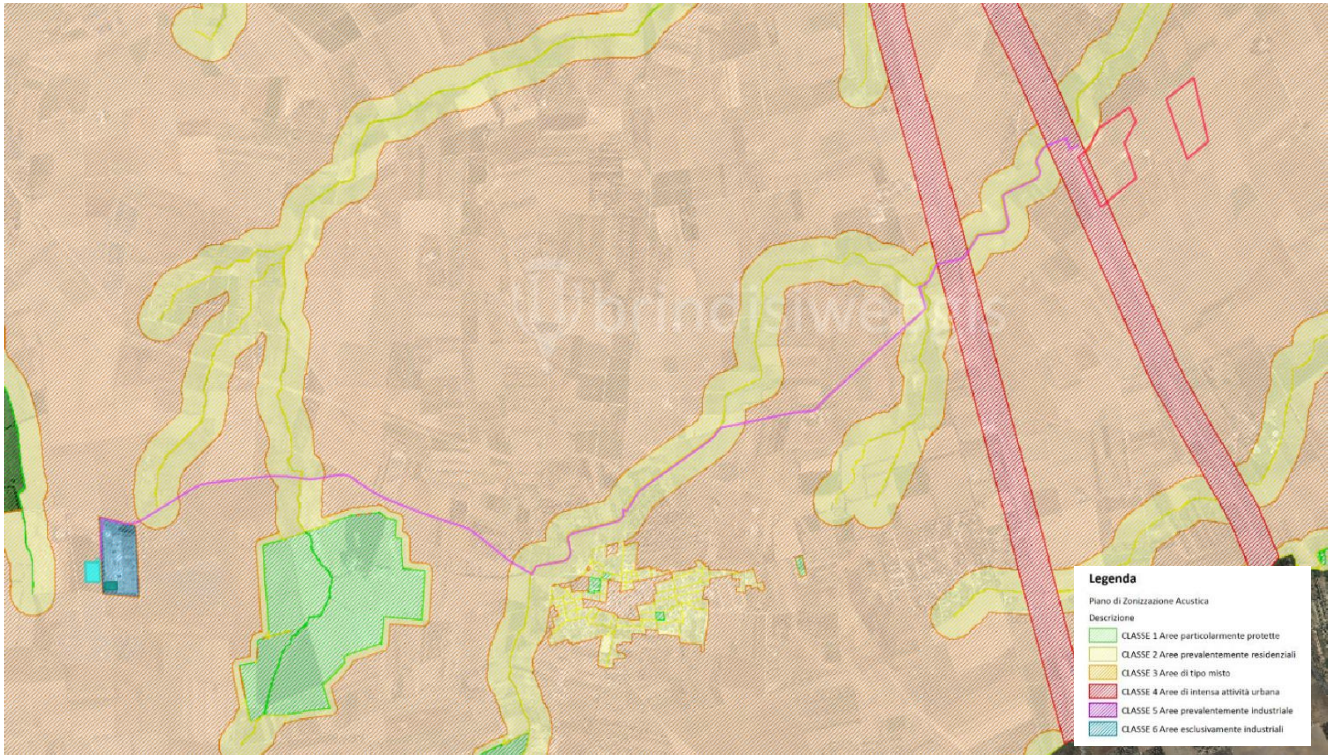 brindisiwebgis
Legenda
Piano di Zonizzazione Acustica
Descrizione
CLASSE 1 Aree particolarmente protette
CLASSE 2 Aree prevalentemente residenziali
CLASSE 3 Aree di tipo misto
CLASSE 4 Aree di intensa attività urbana
CLASSE 5 Aree prevalentemente industriale
CLASSE 6 Aree esclusivamente industriali